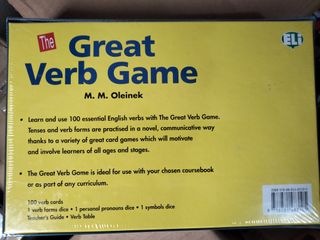 The
Great
Verb Game
ELI
M. M. Oleinek
• Learn and use 100 essential English verbs with The Great Verb Game.
Tenses and verb forms are practised in a novel, communicative way
thanks to a variety of great card games which will motivate
and involve learners of all ages and stages.
• The Great Verb Game is ideal for use with your chosen coursebook
or as part of any curriculum.
100 verb cards
1 verb forms dice • 1 personal pronouns dice • 1 symbols dice
Teacher's Guide • Verb Table